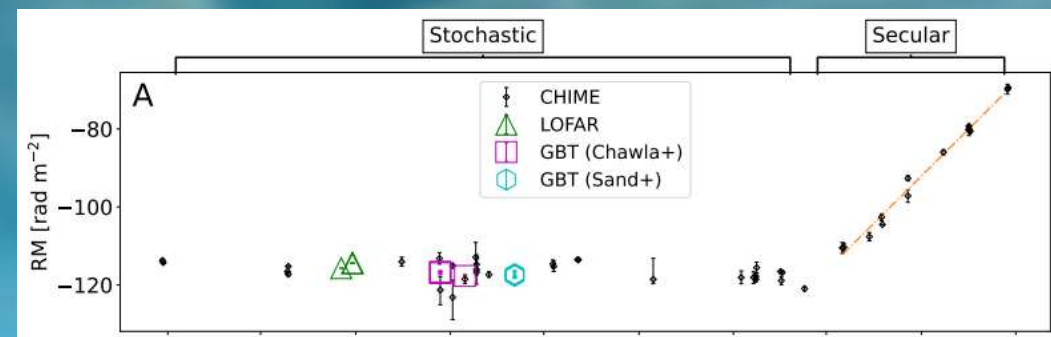 Stochastic Secular
A
CHIME
LOFAR
GBT (Chawla+)
GBT (Sand+)
RM [rad m⁻²]
−80
−100
−120